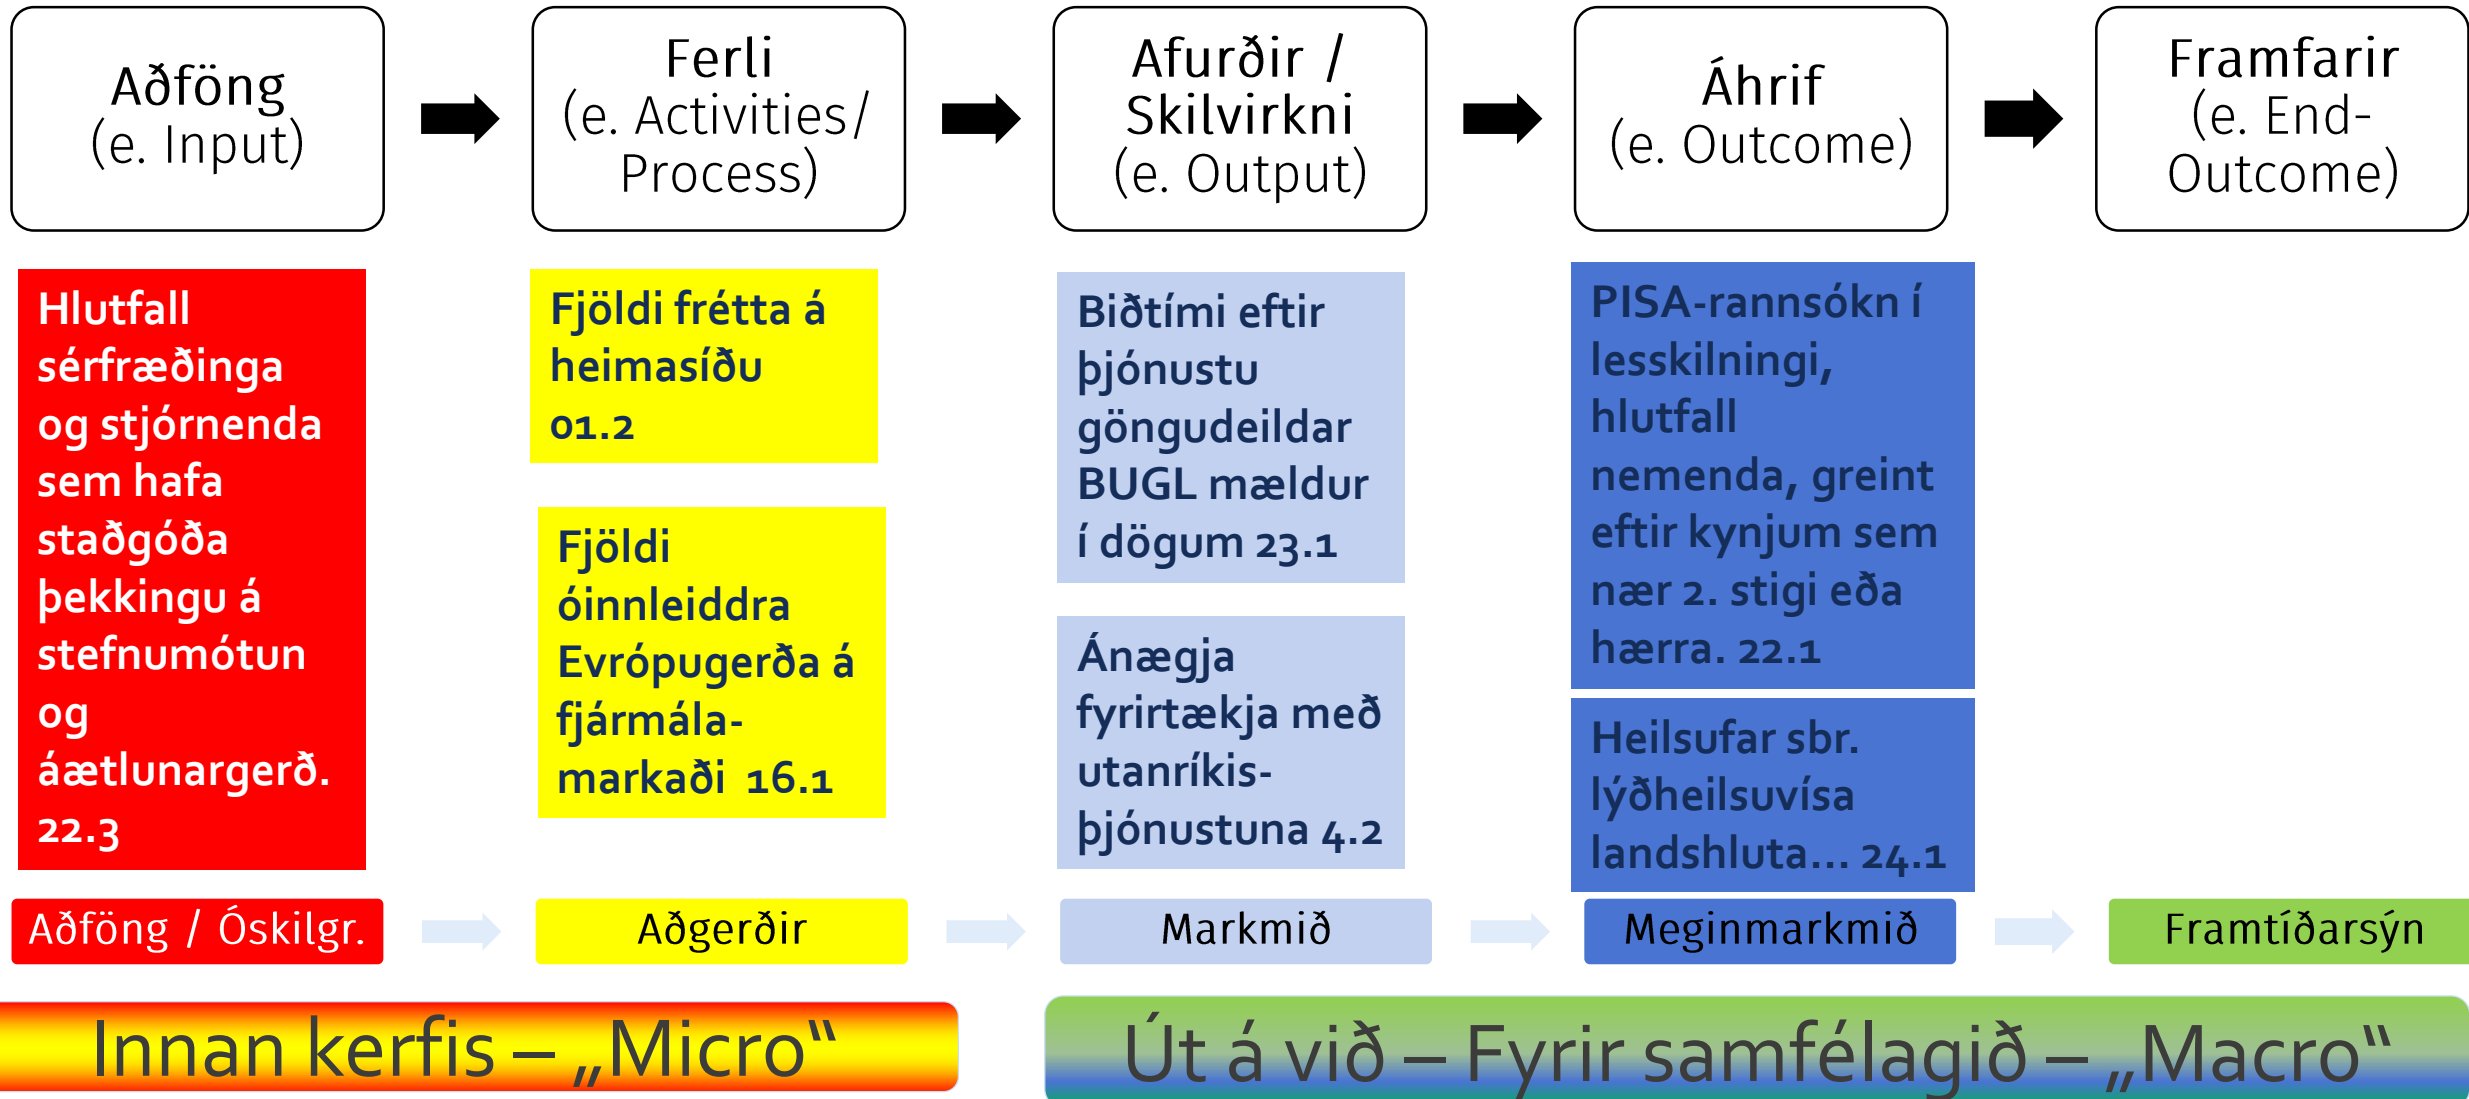 Aðföng
(e. Input)
Ferli
(e. Activities/
Process)
Afurðir /
Skilvirkni
(e. Output)
Áhrif
(e. Outcome)
Framfarir
(e. End-
Outcome)
Hlutfall
sérfræðinga
og stjórnenda
sem hafa
staðgóða
þekkingu á
stefnumótun
og
áætlunargerð.
22.3
Fjöldi frétta á
heimasíðu
01.2
Fjöldi
óinnleiddra
Evrópugerða á
fjármála-
markaði 16.1
Biðtími eftir
þjónustu
göngudeildar
BUGL mældur
í dögum 23.1
Ánægja
fyrirtækja með
utanríkis-
þjónustuna 4.2
PISA-rannsókn í
lesskilningi,
hlutfall
nemenda, greint
eftir kynjum sem
nær 2. stigi eða
hærra. 22.1
Heilsufar sbr.
lýðheilsuvísa
landshluta... 24.1
Aðföng / Óskilgr.
Aðgerðir
Markmið
Meginmarkmið
Framtíðarsýn
Innan kerfis – „Micro“
Út á við – Fyrir samfélagið – „Macro“